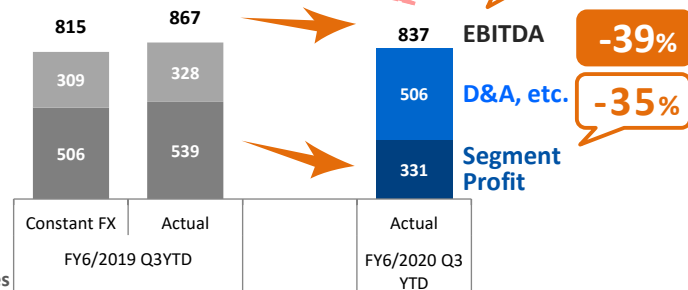 815
867
837
EBITDA
-39%
309
328
506
D&A, etc.
-35%
506
539
331
Segment
Profit
Constant FX
Actual
Actual
FY6/2019 Q3YTD
FY6/2020 Q3
YTD
es